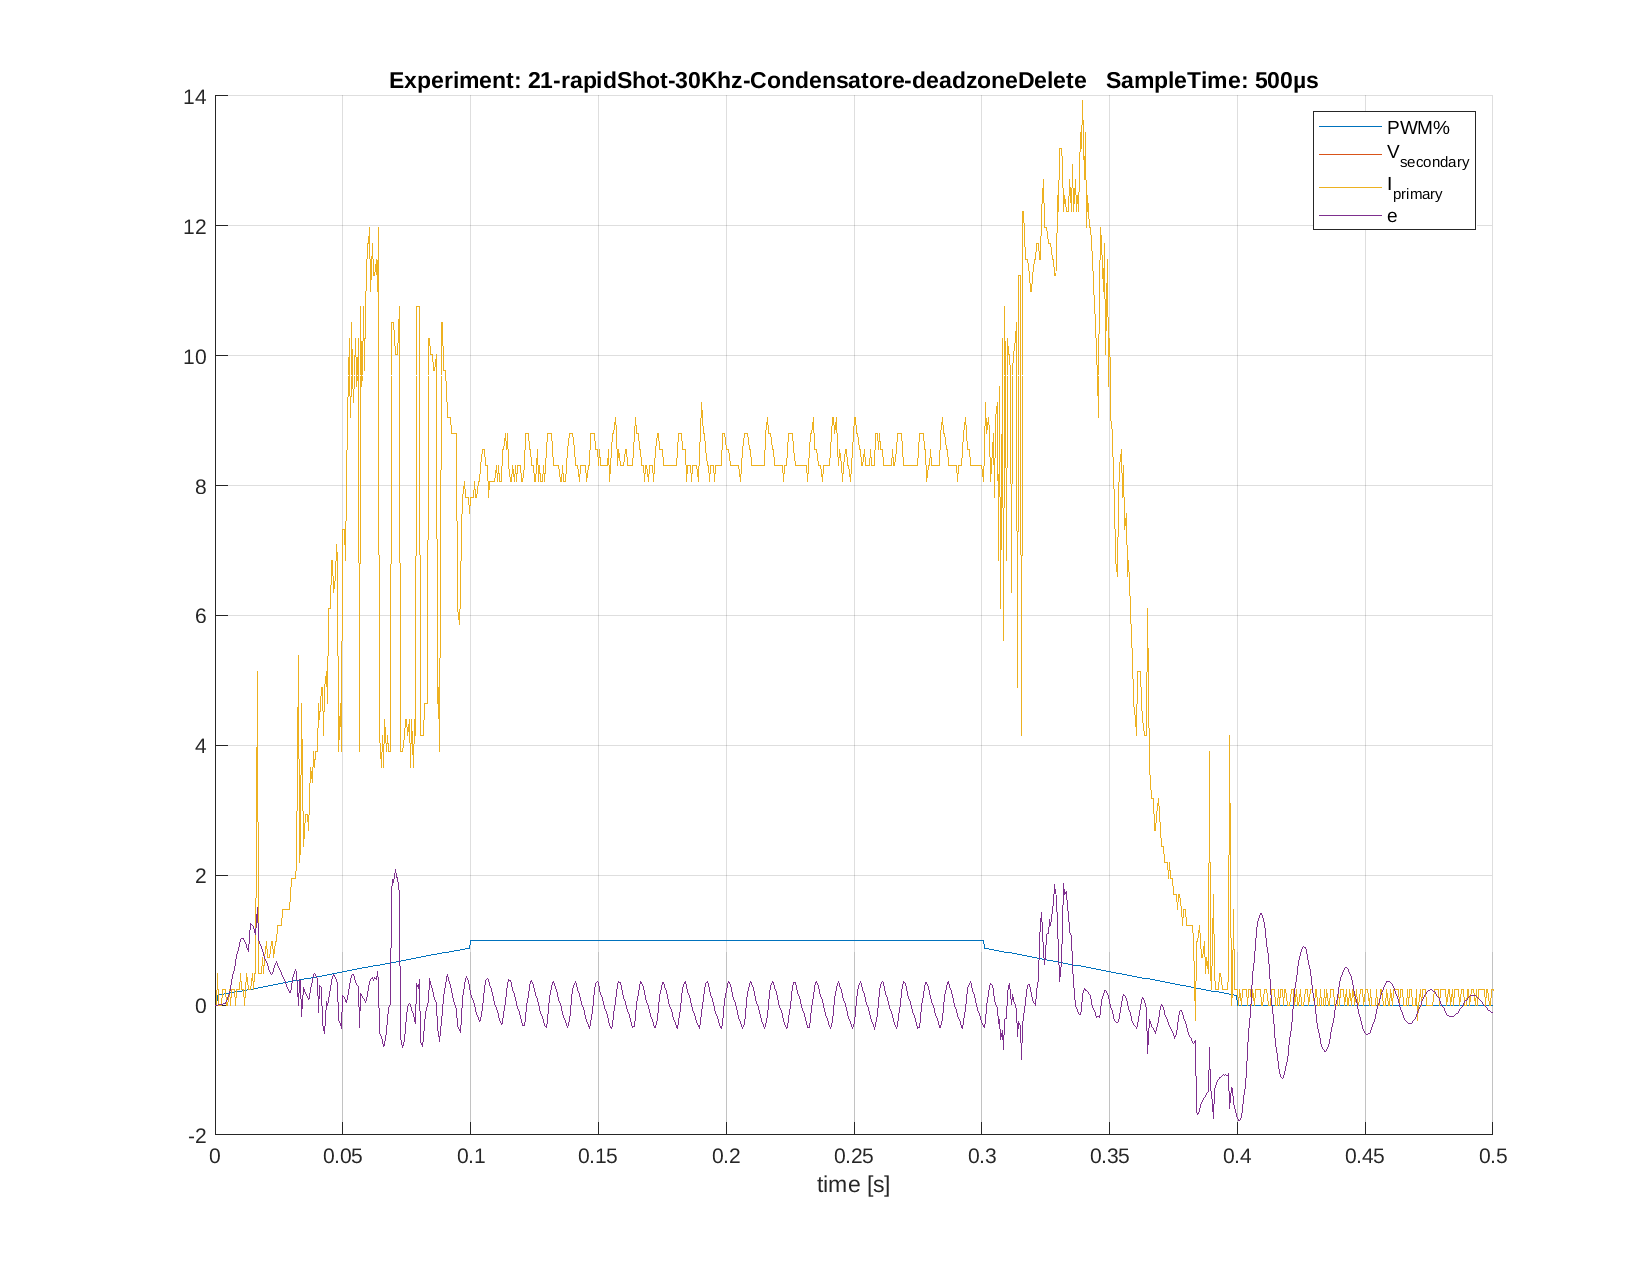 Experiment: 21-rapidShot-30Khz-Condensatore-deadzoneDelete   SampleTime: 500µs
14
12
10
8
6
4
2
0
-2
PWM%
V_secondary
I_primary
e
0 0.05 0.1 0.15 0.2 0.25 0.3 0.35 0.4 0.45 0.5
time [s]